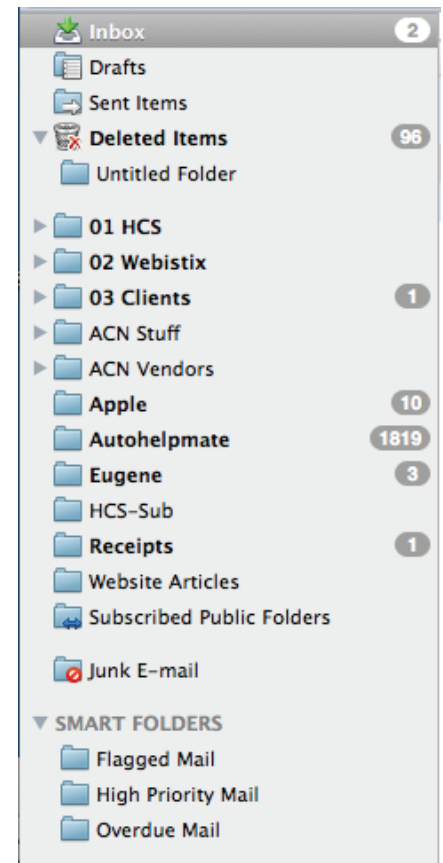 Inbox 2
Drafts
Sent Items
Deleted Items 96
Untitled Folder
01 HCS
02 Webistix
03 Clients 1
ACN Stuff
ACN Vendors
Apple 10
Autohelpmate 1819
Eugene 3
HCS-Sub
Receipts 1
Website Articles
Subscribed Public Folders
Junk E-mail
SMART FOLDERS
Flagged Mail
High Priority Mail
Overdue Mail